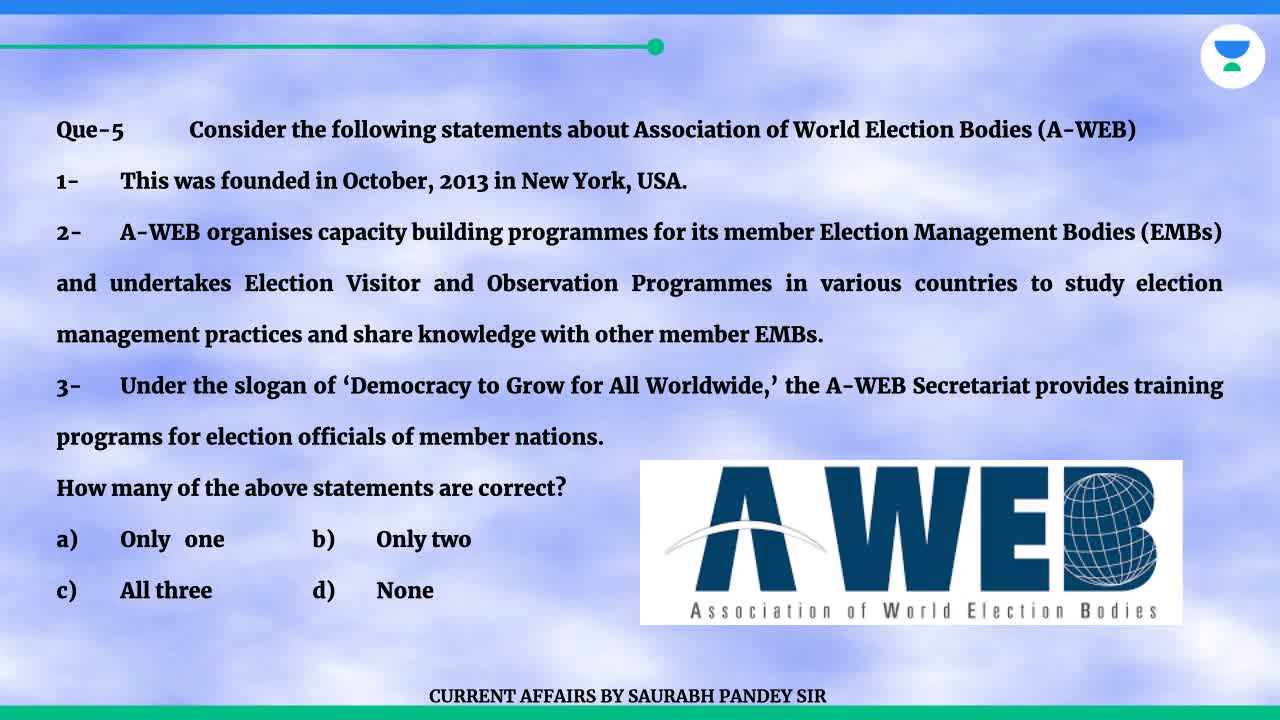 Que-5 Consider the following statements about Association of World Election Bodies (A-WEB)
1- This was founded in October, 2013 in New York, USA.
2- A-WEB organises capacity building programmes for its member Election Management Bodies (EMBs)
and undertakes Election Visitor and Observation Programmes in various countries to study election
management practices and share knowledge with other member EMBs.
3- Under the slogan of ‘Democracy to Grow for All Worldwide,’ the A-WEB Secretariat provides training
programs for election officials of member nations.
How many of the above statements are correct?
a) Only one b) Only two
c) All three d) None
A WEB
Association of World Election Bodies
CURRENT AFFAIRS BY SAURABH PANDEY SIR